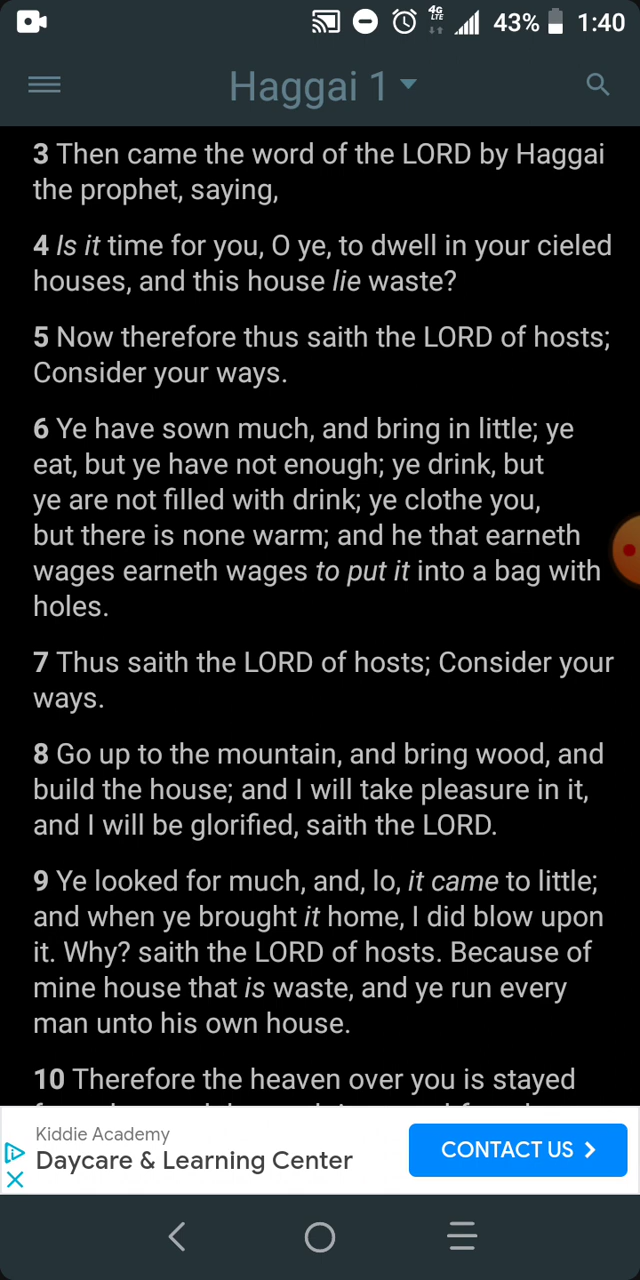 4G
LTE
43%
1:40
Haggai 1
3 Then came the word of the LORD by Haggai
the prophet, saying,
4 Is it time for you, O ye, to dwell in your cieled
houses, and this house lie waste?
5 Now therefore thus saith the LORD of hosts;
Consider your ways.
6 Ye have sown much, and bring in little; ye
eat, but ye have not enough; ye drink, but
ye are not filled with drink; ye clothe you,
but there is none warm; and he that earneth
wages earneth wages to put it into a bag with
holes.
7 Thus saith the LORD of hosts; Consider your
ways.
8 Go up to the mountain, and bring wood, and
build the house; and I will take pleasure in it,
and I will be glorified, saith the LORD.
9 Ye looked for much, and, lo, it came to little;
and when ye brought it home, I did blow upon
it. Why? saith the LORD of hosts. Because of
mine house that is waste, and ye run every
man unto his own house.
10 Therefore the heaven over you is stayed
Kiddie Academy
Daycare & Learning Center
CONTACT US